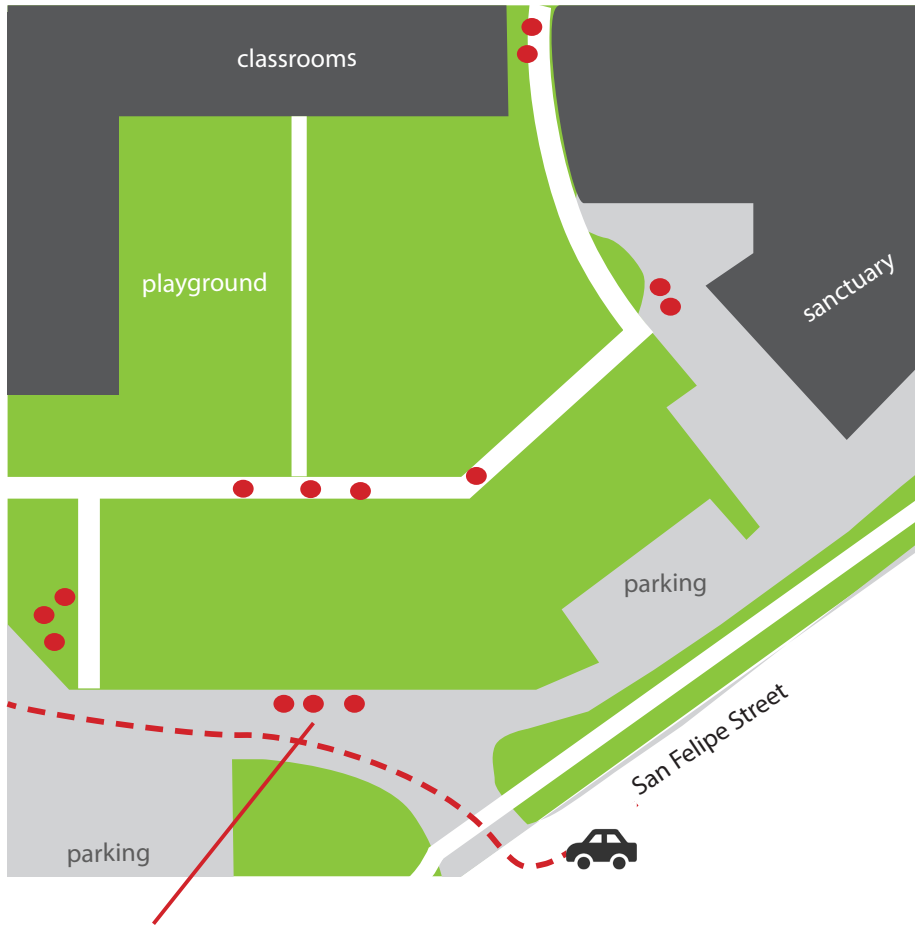 classrooms
playground
sanctuary
parking
San Felipe Street
parking